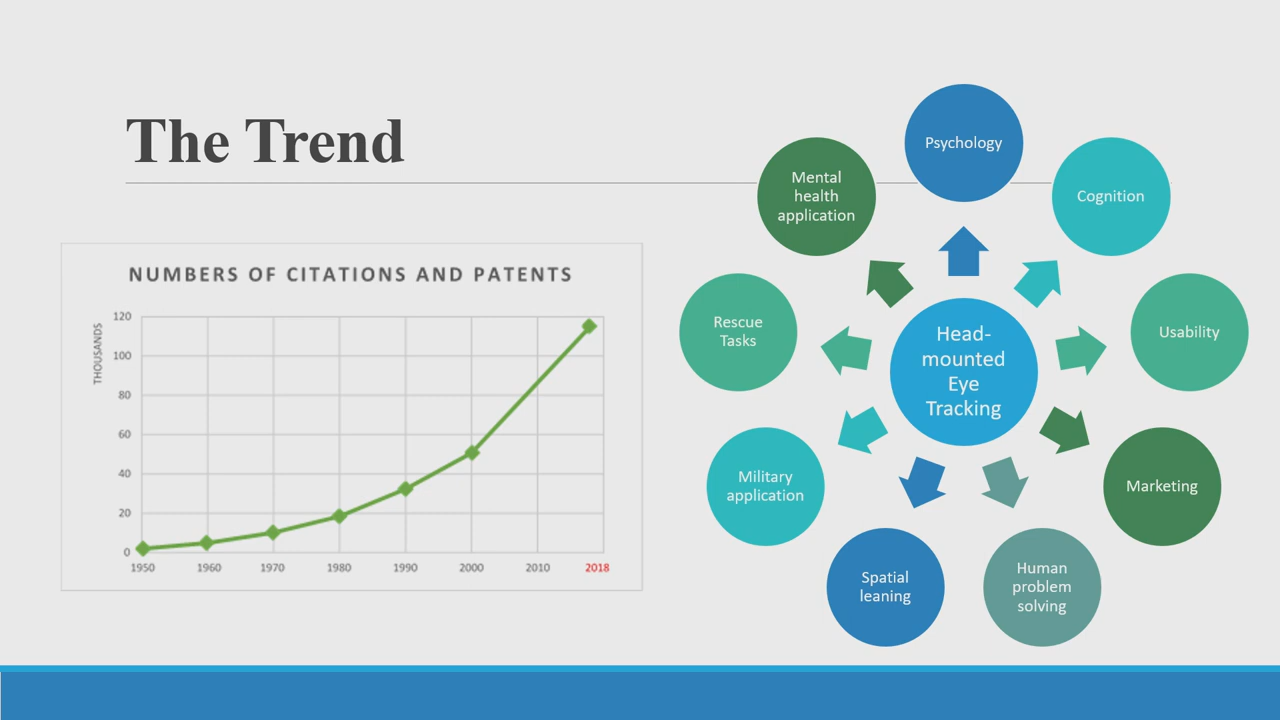 The Trend
NUMBERS OF CITATIONS AND PATENTS
THOUSANDS
120
100
80
60
40
20
0
1950 1960 1970 1980 1990 2000 2010 2018
Head-
mounted
Eye
Tracking
Psychology
Cognition
Usability
Marketing
Human
problem
solving
Spatial
leaning
Military
application
Rescue
Tasks
Mental
health
application